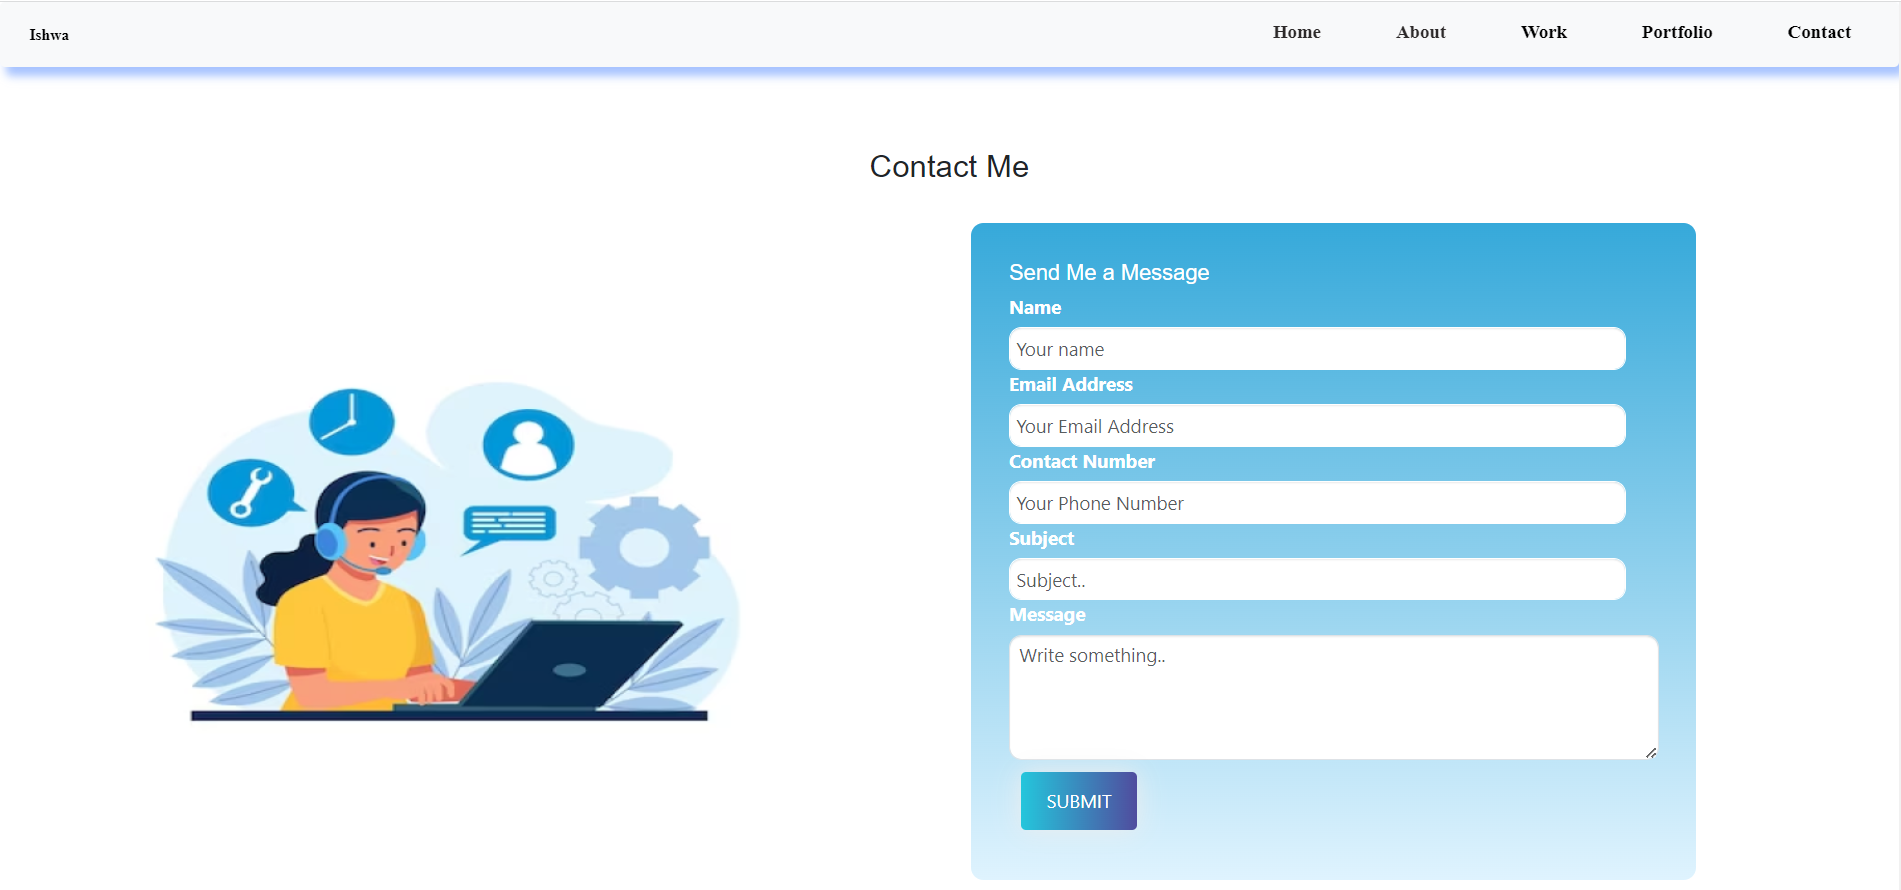 Ishwa
Home About Work Portfolio Contact
Contact Me
Send Me a Message
Name
Your name
Email Address
Your Email Address
Contact Number
Your Phone Number
Subject
Subject..
Message
Write something..
SUBMIT